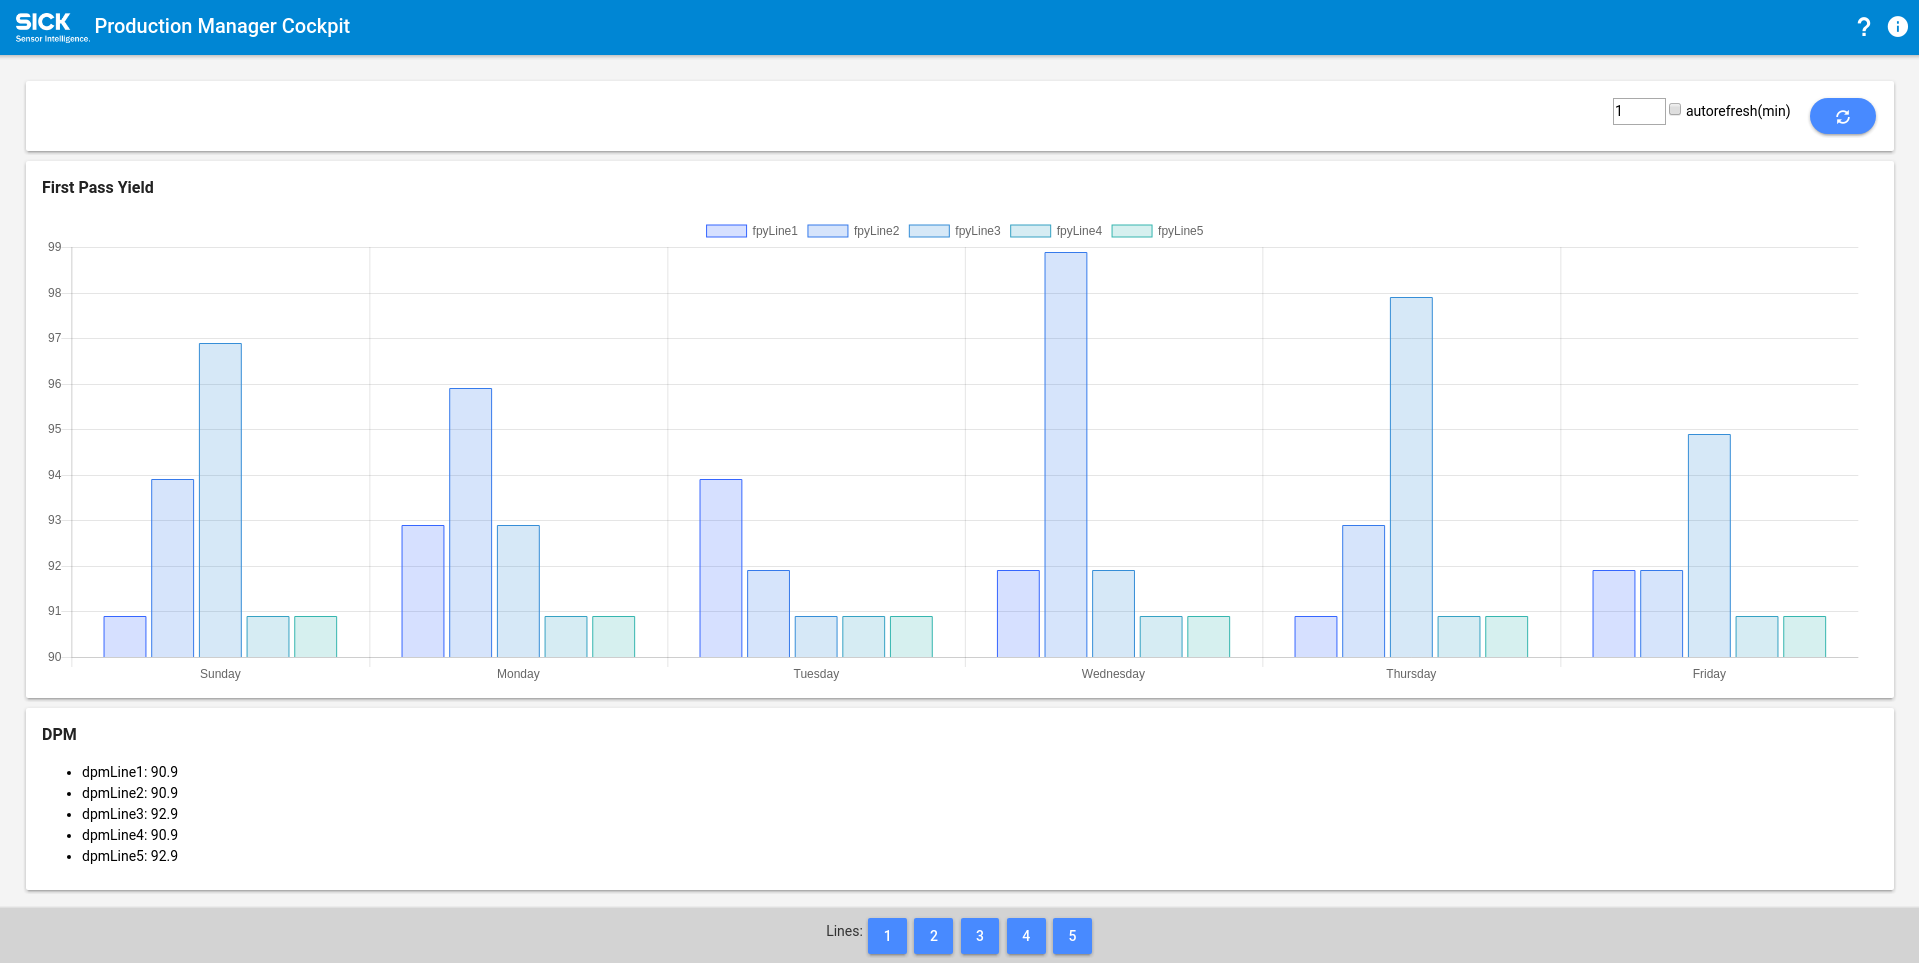 SICK
Sensor Intelligence.
Production Manager Cockpit
?
i
1
autorefresh(min)
First Pass Yield
fpyLine1 fpyLine2 fpyLine3 fpyLine4 fpyLine5
99
98
97
96
95
94
93
92
91
90
Sunday Monday Tuesday Wednesday Thursday Friday
DPM
• dpmLine1: 90.9
• dpmLine2: 90.9
• dpmLine3: 92.9
• dpmLine4: 90.9
• dpmLine5: 92.9
Lines: 1 2 3 4 5